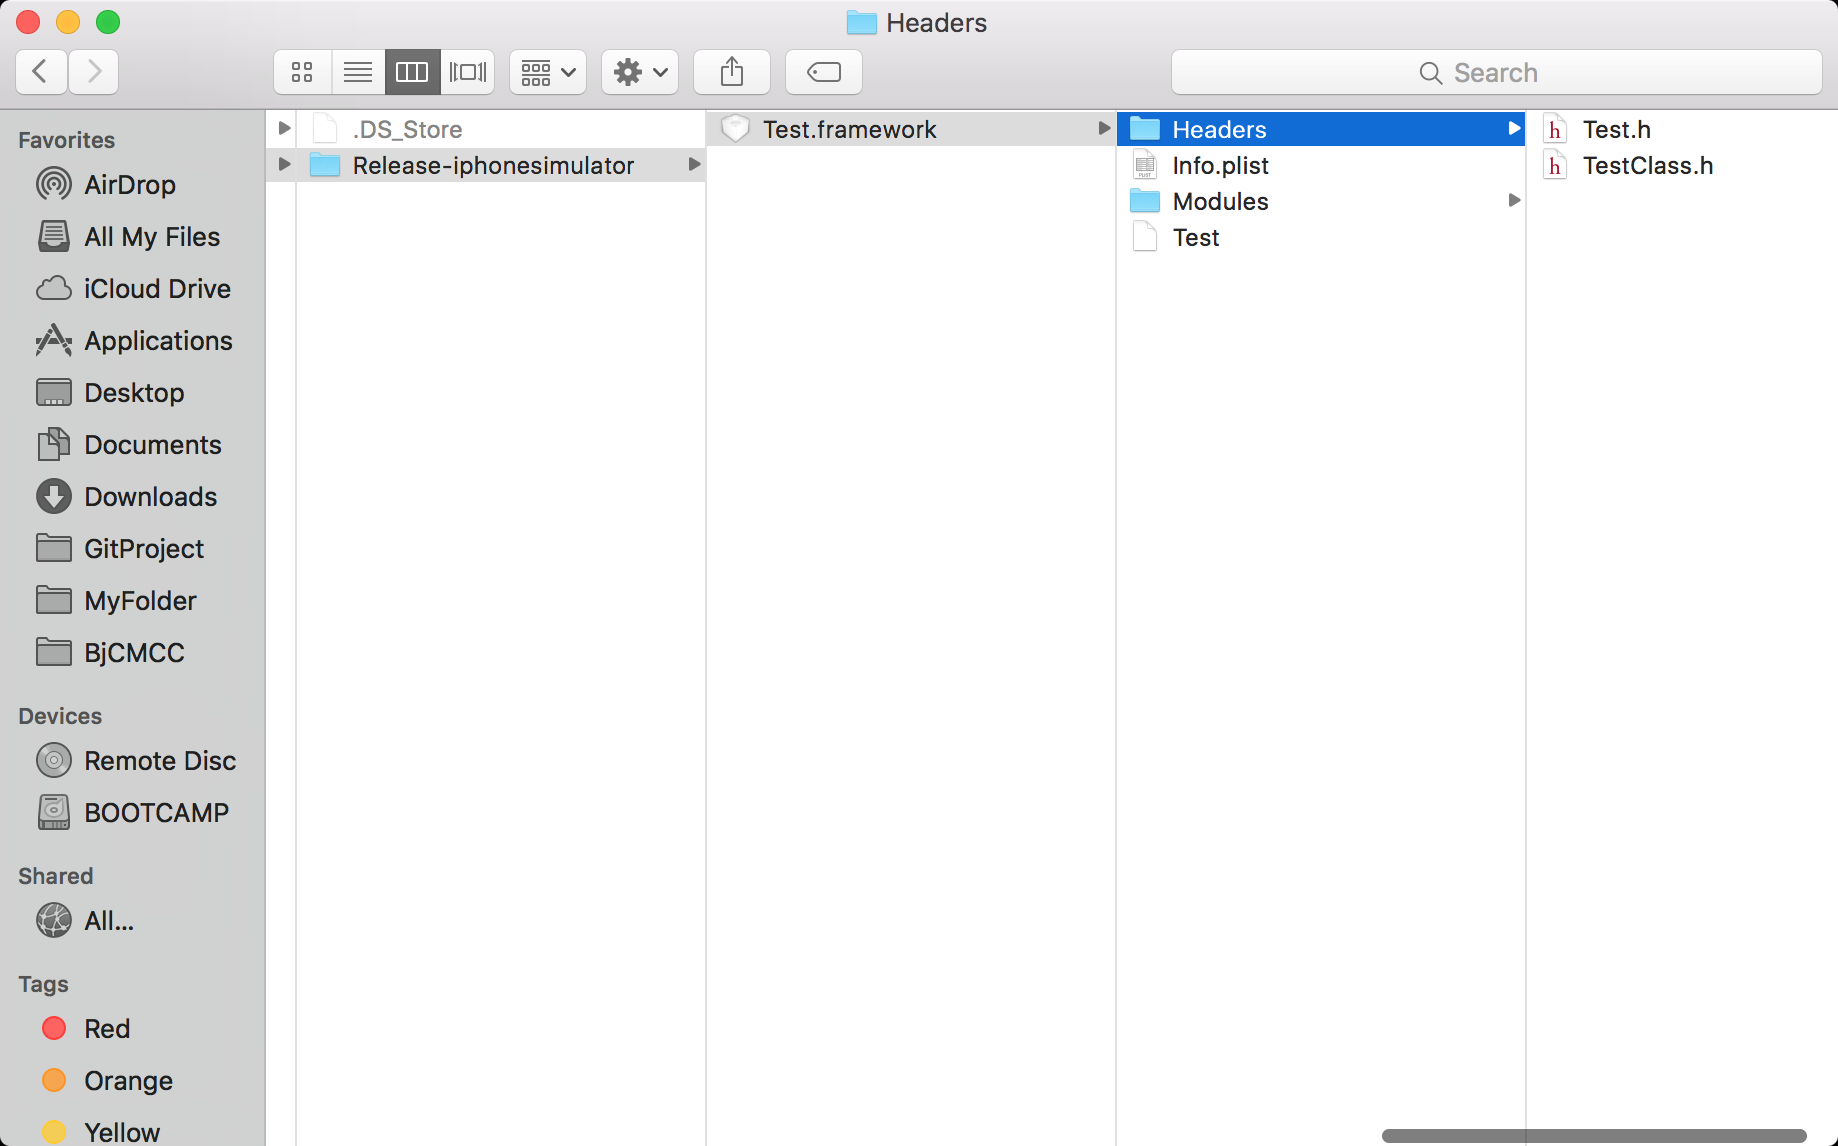 Headers
Search
Favorites
AirDrop
All My Files
iCloud Drive
Applications
Desktop
Documents
Downloads
GitProject
MyFolder
BjCMCC
Devices
Remote Disc
BOOTCAMP
Shared
All...
Tags
Red
Orange
Yellow
.DS_Store
Release-iphonesimulator
Test.framework
Headers
Info.plist
Modules
Test
h Test.h
h TestClass.h